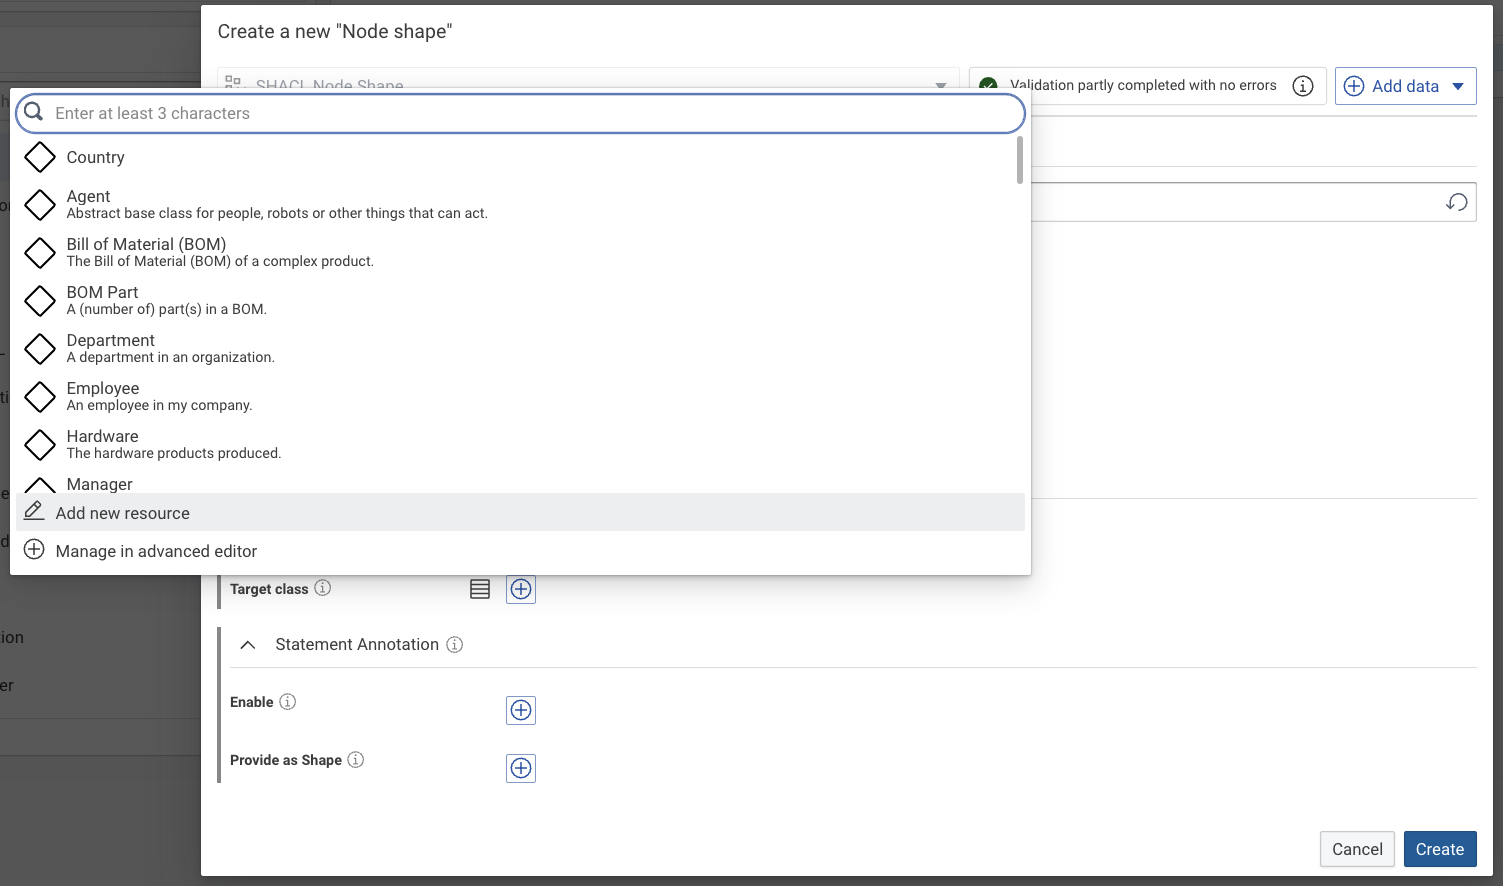 Create a new "Node shape"
SHACL Node Shape
Validation partly completed with no errors
Add data
Enter at least 3 characters
Country
Agent
Abstract base class for people, robots or other things that can act.
Bill of Material (BOM)
The Bill of Material (BOM) of a complex product.
BOM Part
A (number of) part(s) in a BOM.
Department
A department in an organization.
Employee
An employee in my company.
Hardware
The hardware products produced.
Manager
Add new resource
Manage in advanced editor
Target class
Statement Annotation
Enable
Provide as Shape
Cancel
Create